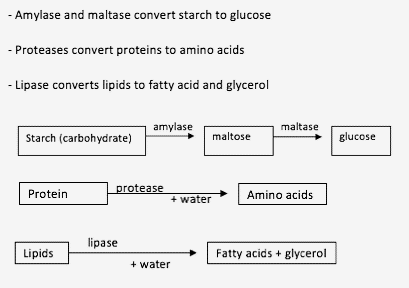 - Amylase and maltase convert starch to glucose
- Proteases convert proteins to amino acids
- Lipase converts lipids to fatty acid and glycerol
Starch (carbohydrate) amylase maltose maltase glucose
Protein protease + water Amino acids
Lipids lipase + water Fatty acids + glycerol